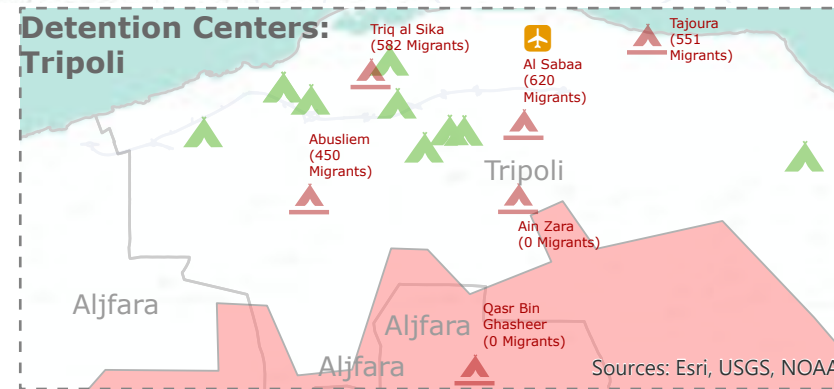 Detention Centers:
Tripoli
Triq al Sika
(582 Migrants)
Tajoura
(551
Migrants)
Al Sabaa
(620
Migrants)
Abusliem
(450
Migrants)
Tripoli
Ain Zara
(0 Migrants)
Aljfara
Qasr Bin
Ghasheer
(0 Migrants)
Aljfara
Aljfara
Sources: Esri, USGS, NOAA